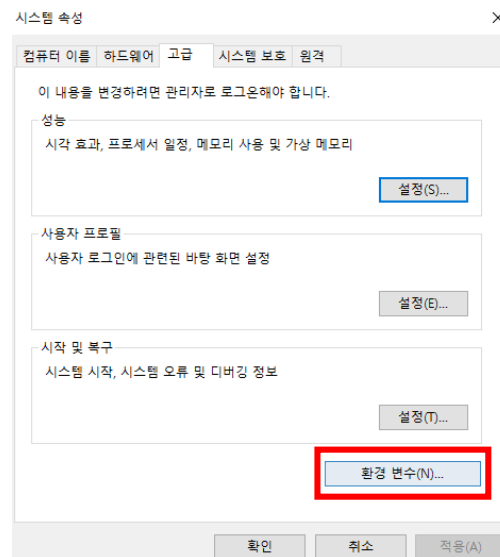 시스템 속성
컴퓨터 이름 하드웨어 고급 시스템 보호 원격
이 내용을 변경하려면 관리자로 로그온해야 합니다.
성능
시각 효과, 프로세서 일정, 메모리 사용 및 가상 메모리
설정(S)...
사용자 프로필
사용자 로그인에 관련된 바탕 화면 설정
설정(E)...
시작 및 복구
시스템 시작, 시스템 오류 및 디버깅 정보
설정(T)...
환경 변수(N)...
확인 취소 적용(A)